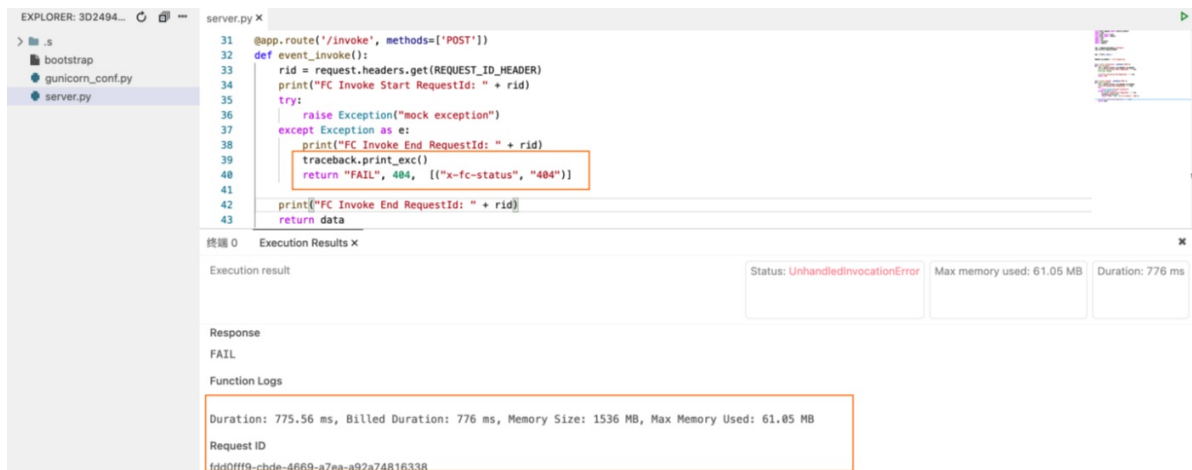 EXPLORER: 3D2494...
server.py
.s
bootstrap
gunicorn_conf.py
server.py
31 @app.route('/invoke', methods=['POST'])
32 def event_invoke():
33 rid = request.headers.get(REQUEST_ID_HEADER)
34 print("FC Invoke Start RequestId: " + rid)
35 try:
36 raise Exception("mock exception")
37 except Exception as e:
38 print("FC Invoke End RequestId: " + rid)
39 traceback.print_exc()
40 return "FAIL", 404, [("x-fc-status", "404")]
41
42 print("FC Invoke End RequestId: " + rid)
43 return data
终端 0 Execution Results
Execution result
Status: UnhandledInvocationError
Max memory used: 61.05 MB
Duration: 776 ms
Response
FAIL
Function Logs
Duration: 775.56 ms, Billed Duration: 776 ms, Memory Size: 1536 MB, Max Memory Used: 61.05 MB
Request ID
fdd0fff9-cbde-4669-a7ea-a92a74816338